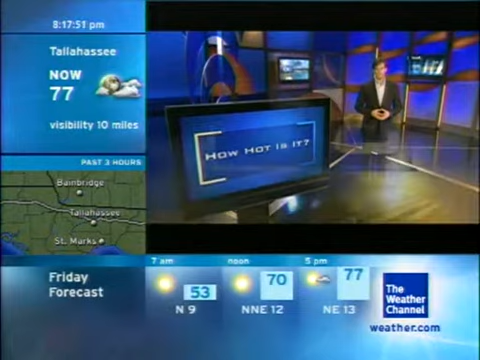 8:17:51 pm
Tallahassee
NOW
77
visibility 10 miles
PAST 3 HOURS
Bainbridge
Tallahassee
St. Marks
HOW HOT IS IT?
Friday
Forecast
7 am
53
N 9
noon
70
NNE 12
5 pm
77
NE 13
The
Weather
Channel
weather.com